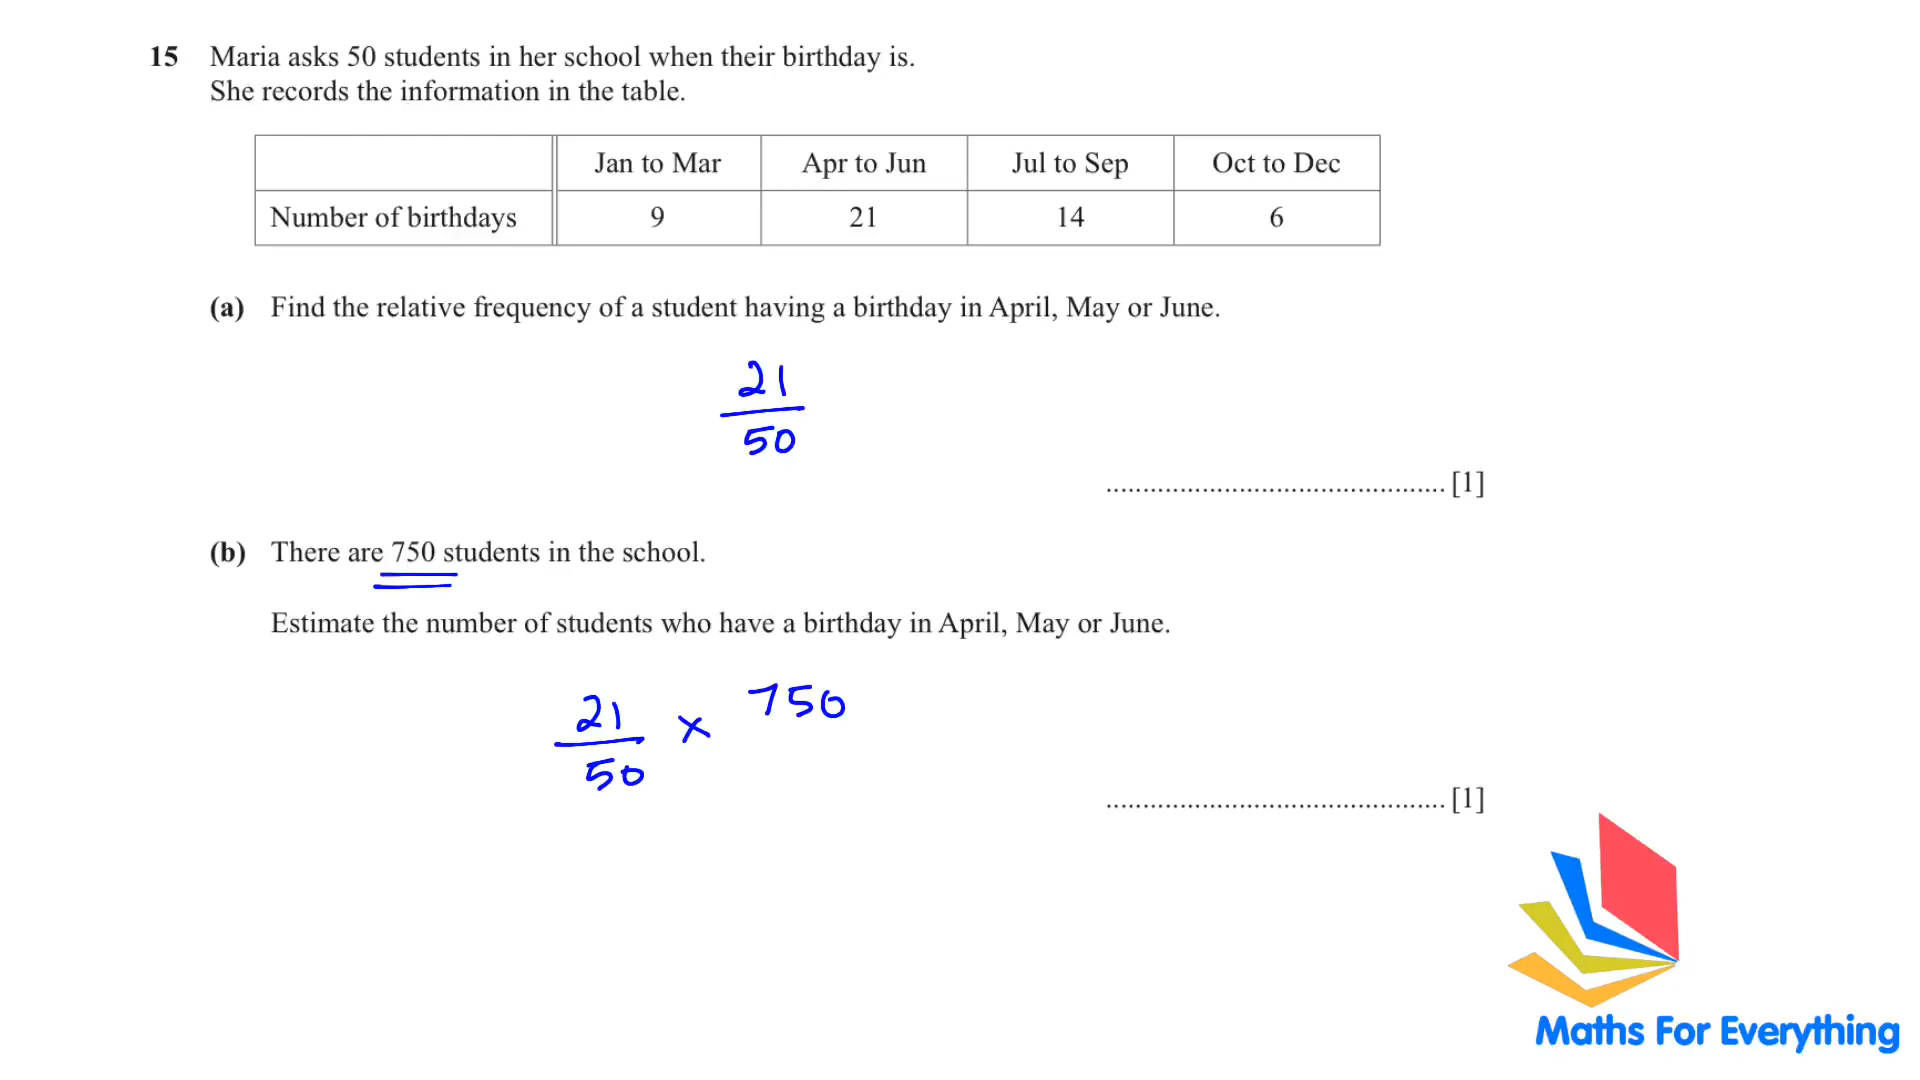 15 Maria asks 50 students in her school when their birthday is.
She records the information in the table.
Jan to Mar Apr to Jun Jul to Sep Oct to Dec
Number of birthdays 9 21 14 6
(a) Find the relative frequency of a student having a birthday in April, May or June.
21
50
.............................................. [1]
(b) There are 750 students in the school.
Estimate the number of students who have a birthday in April, May or June.
21 × 750
50
.............................................. [1]
Maths For Everything